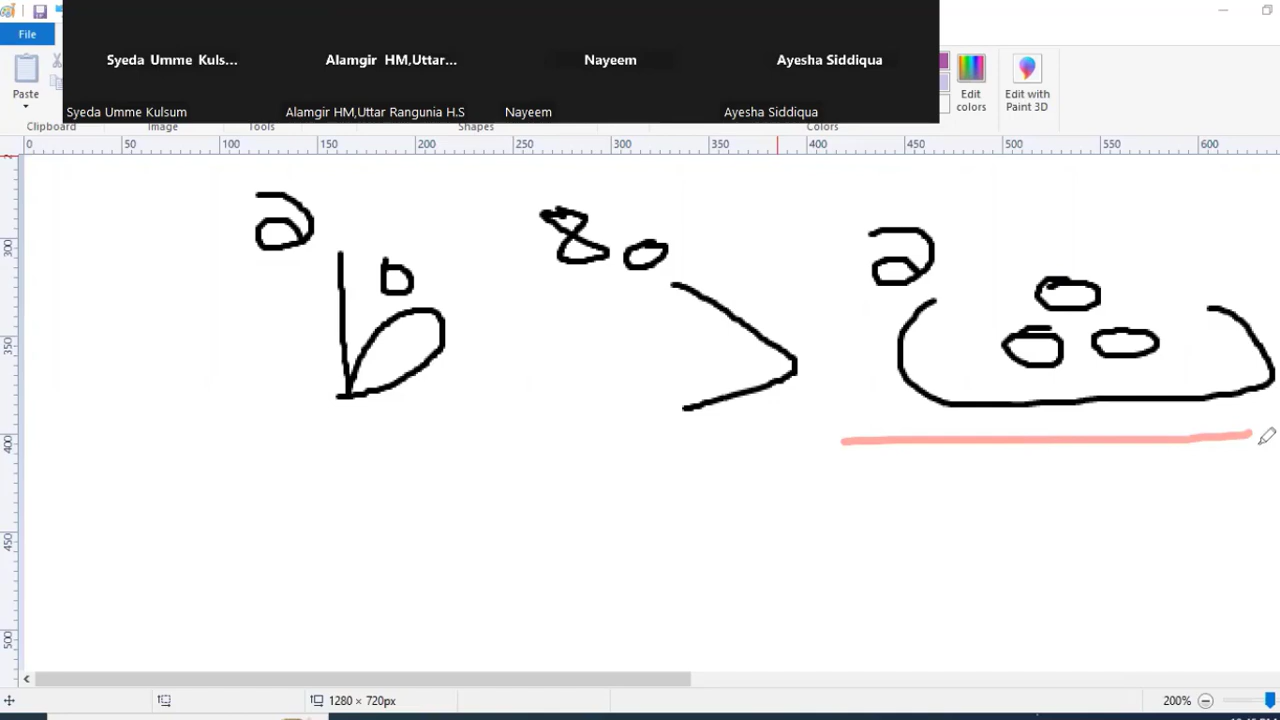 File
Syeda Umme Kuls... Alamgir HM,Uttar... Nayeem Ayesha Siddiqua
Paste Edit colors Edit with Paint 3D
Syeda Umme Kulsum Alamgir HM,Uttar Rangunia H.S Nayeem Ayesha Siddiqua
Clipboard Image Tools Shapes Colors
0 50 100 150 200 250 300 350 400 450 500 550 600
300
350
400
450
500
1280 × 720px 200%